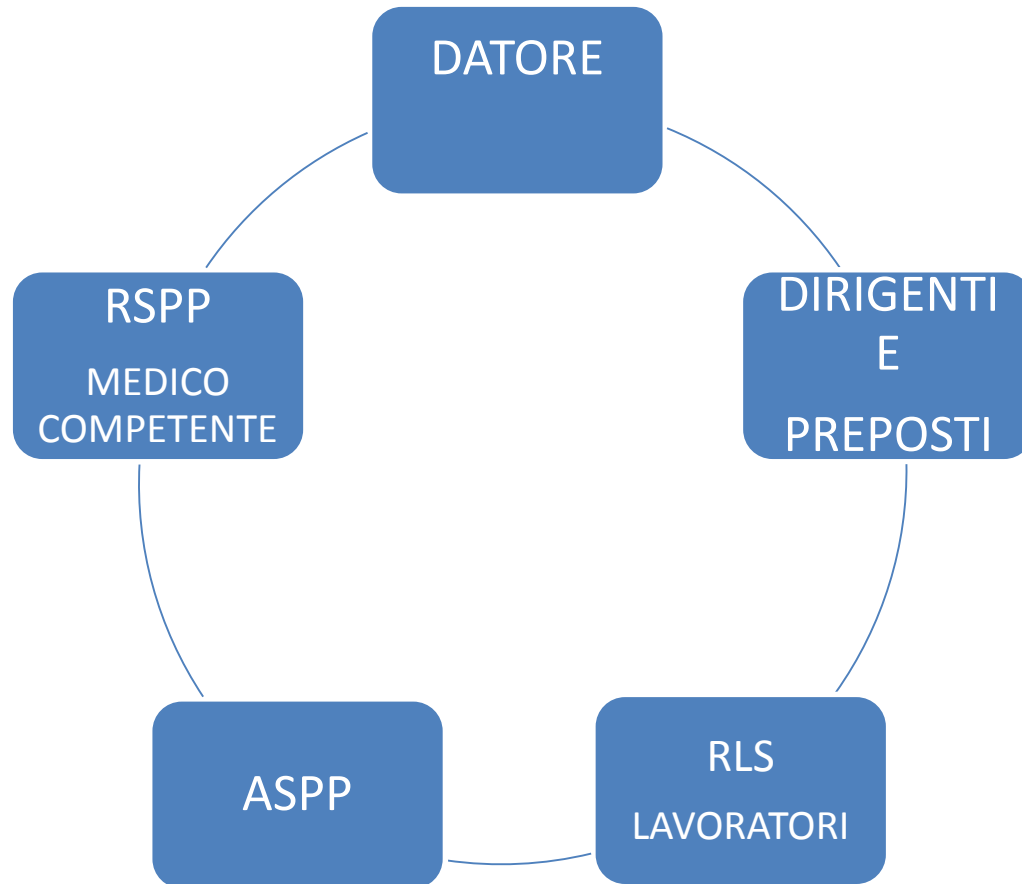 DATORE
DIRIGENTI
E
PREPOSTI
RLS
LAVORATORI
ASPP
RSPP
MEDICO
COMPETENTE